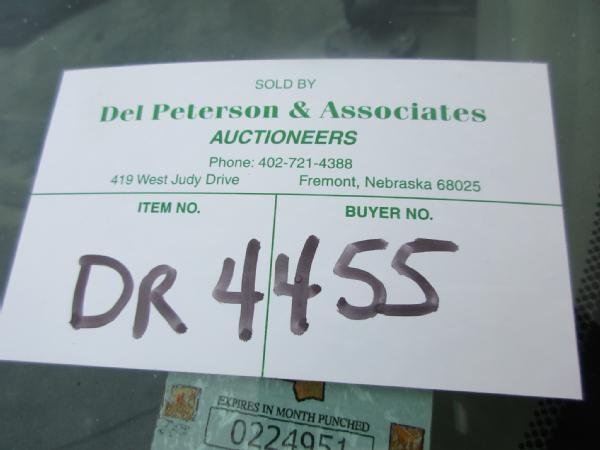 SOLD BY
Del Peterson & Associates
AUCTIONEERS
Phone: 402-721-4388
419 West Judy Drive Fremont, Nebraska 68025
ITEM NO. BUYER NO.
DR 4455
EXPIRES IN MONTH PUNCHED
0224951